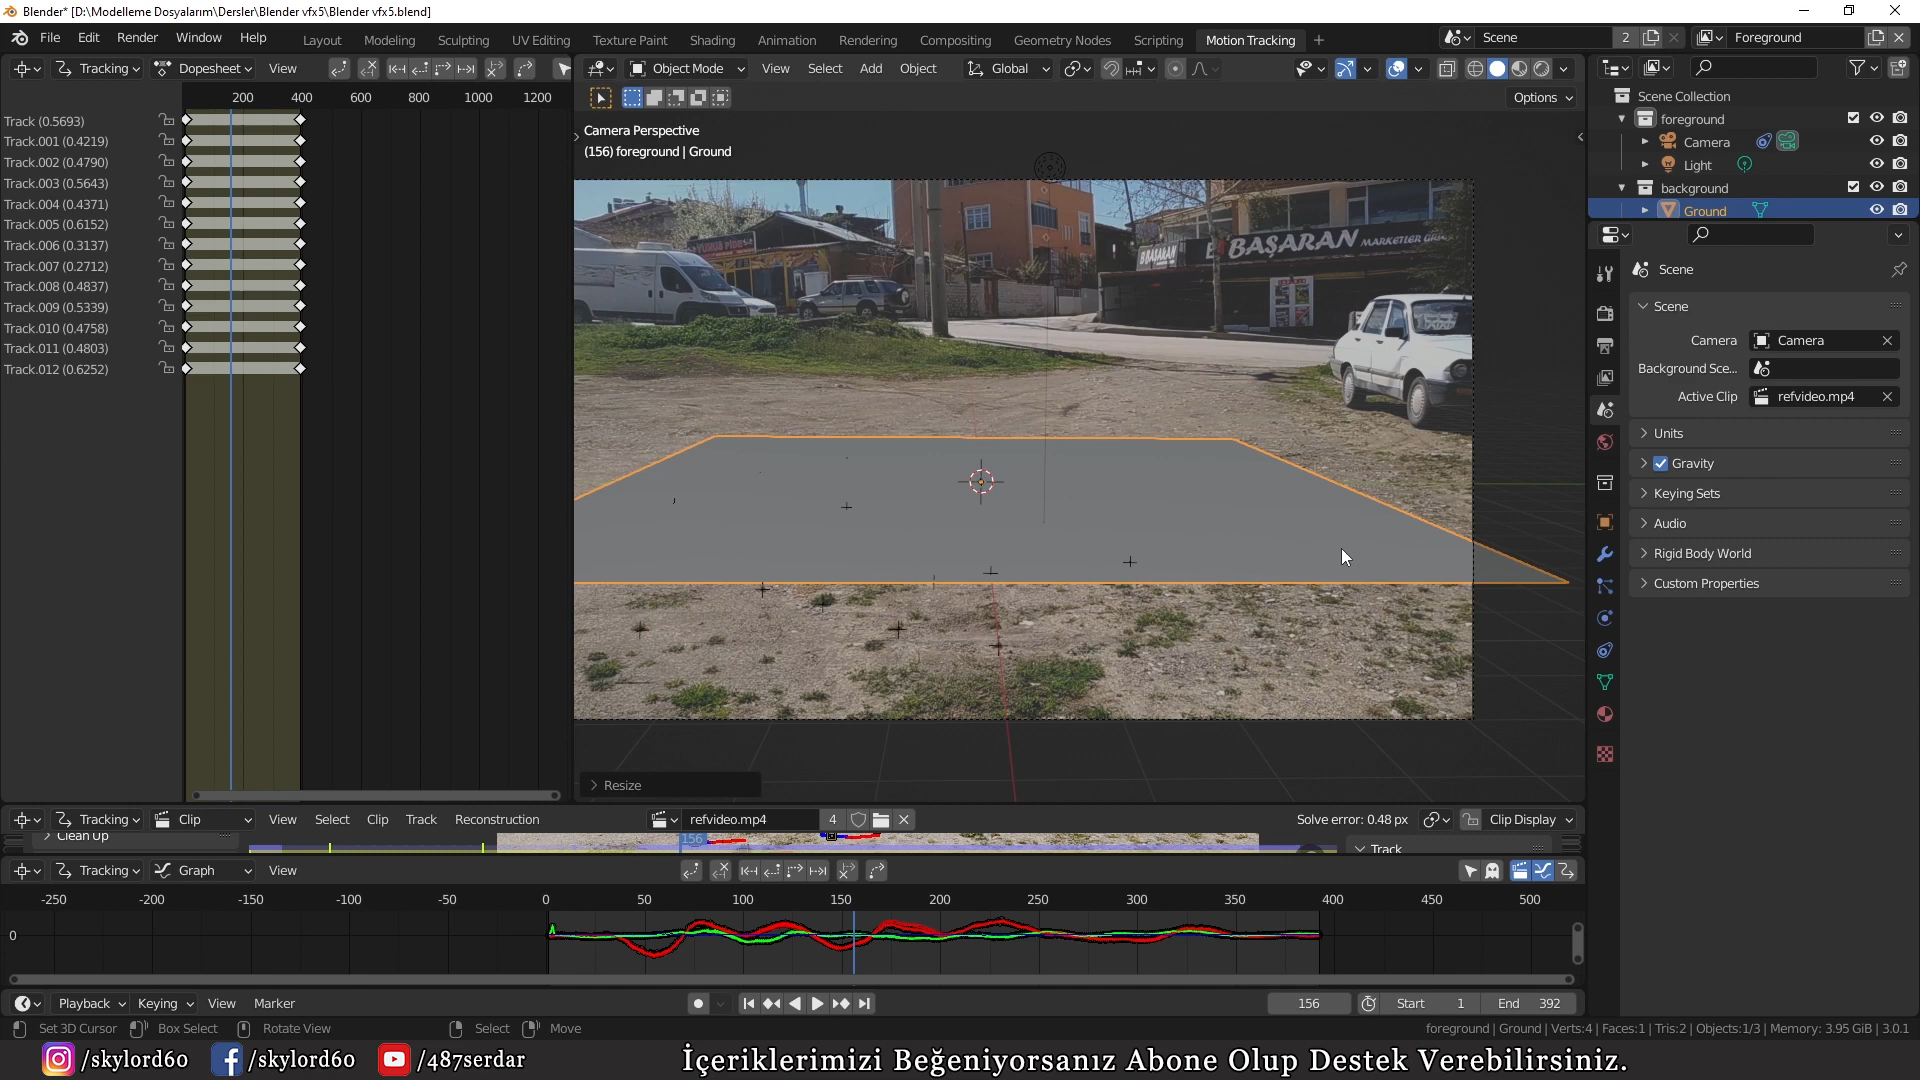 Blender* [D:\Modelleme Dosyalarım\Dersler\Blender vfx5\Blender vfx5.blend]
File Edit Render Window Help Layout Modeling Sculpting UV Editing Texture Paint Shading Animation Rendering Compositing Geometry Nodes Scripting Motion Tracking + Scene 2 Foreground
Tracking Dopesheet View Object Mode View Select Add Object Global
200 400 600 800 1000 1200
Options
Track (0.5693)
Track.001 (0.4219)
Track.002 (0.4790)
Track.003 (0.5643)
Track.004 (0.4371)
Track.005 (0.6152)
Track.006 (0.3137)
Track.007 (0.2712)
Track.008 (0.4837)
Track.009 (0.5339)
Track.010 (0.4758)
Track.011 (0.4803)
Track.012 (0.6252)
Camera Perspective
(156) foreground | Ground
BAŞARAN
BAŞARAN MARKETLER
Resize
Scene Collection
foreground
Camera
Light
background
Ground
Scene
Scene
Camera Camera
Background Sce...
Active Clip refvideo.mp4
Units
Gravity
Keying Sets
Audio
Rigid Body World
Custom Properties
Tracking Clip View Select Clip Track Reconstruction refvideo.mp4 4 Solve error: 0.48 px Clip Display
Clean Up 156 Track
Tracking Graph View
-250 -200 -150 -100 -50 0 50 100 150 200 250 300 350 400 450 500
0
Playback Keying View Marker 156 Start 1 End 392
Set 3D Cursor Box Select Rotate View Select Move foreground | Ground | Verts:4 | Faces:1 | Tris:2 | Objects:1/3 | Memory: 3.95 GiB | 3.0.1
/skylord60 /skylord60 /487serdar İçeriklerimizi Beğeniyorsanız Abone Olup Destek Verebilirsiniz.